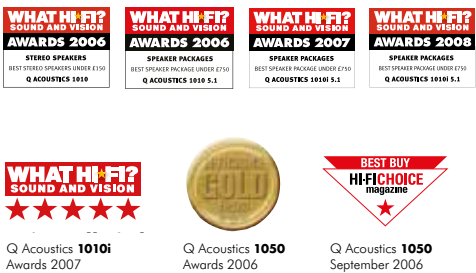 WHAT HI★FI?
SOUND AND VISION
AWARDS 2006
STEREO SPEAKERS
BEST STEREO SPEAKERS UNDER £150
Q ACOUSTICS 1010
WHAT HI★FI?
SOUND AND VISION
AWARDS 2006
SPEAKER PACKAGES
BEST SPEAKER PACKAGE UNDER £750
Q ACOUSTICS 1010 5.1
WHAT HI★FI?
SOUND AND VISION
AWARDS 2007
SPEAKER PACKAGES
BEST SPEAKER PACKAGE UNDER £750
Q ACOUSTICS 1010i 5.1
WHAT HI★FI?
SOUND AND VISION
AWARDS 2008
SPEAKER PACKAGES
BEST SPEAKER PACKAGE UNDER £750
Q ACOUSTICS 1010i 5.1
WHAT HI★FI?
SOUND AND VISION
★★★★★
Q Acoustics 1010i
Awards 2007
GOLD
Q Acoustics 1050
Awards 2006
BEST BUY
HI-FICHOICE
magazine
Q Acoustics 1050
September 2006